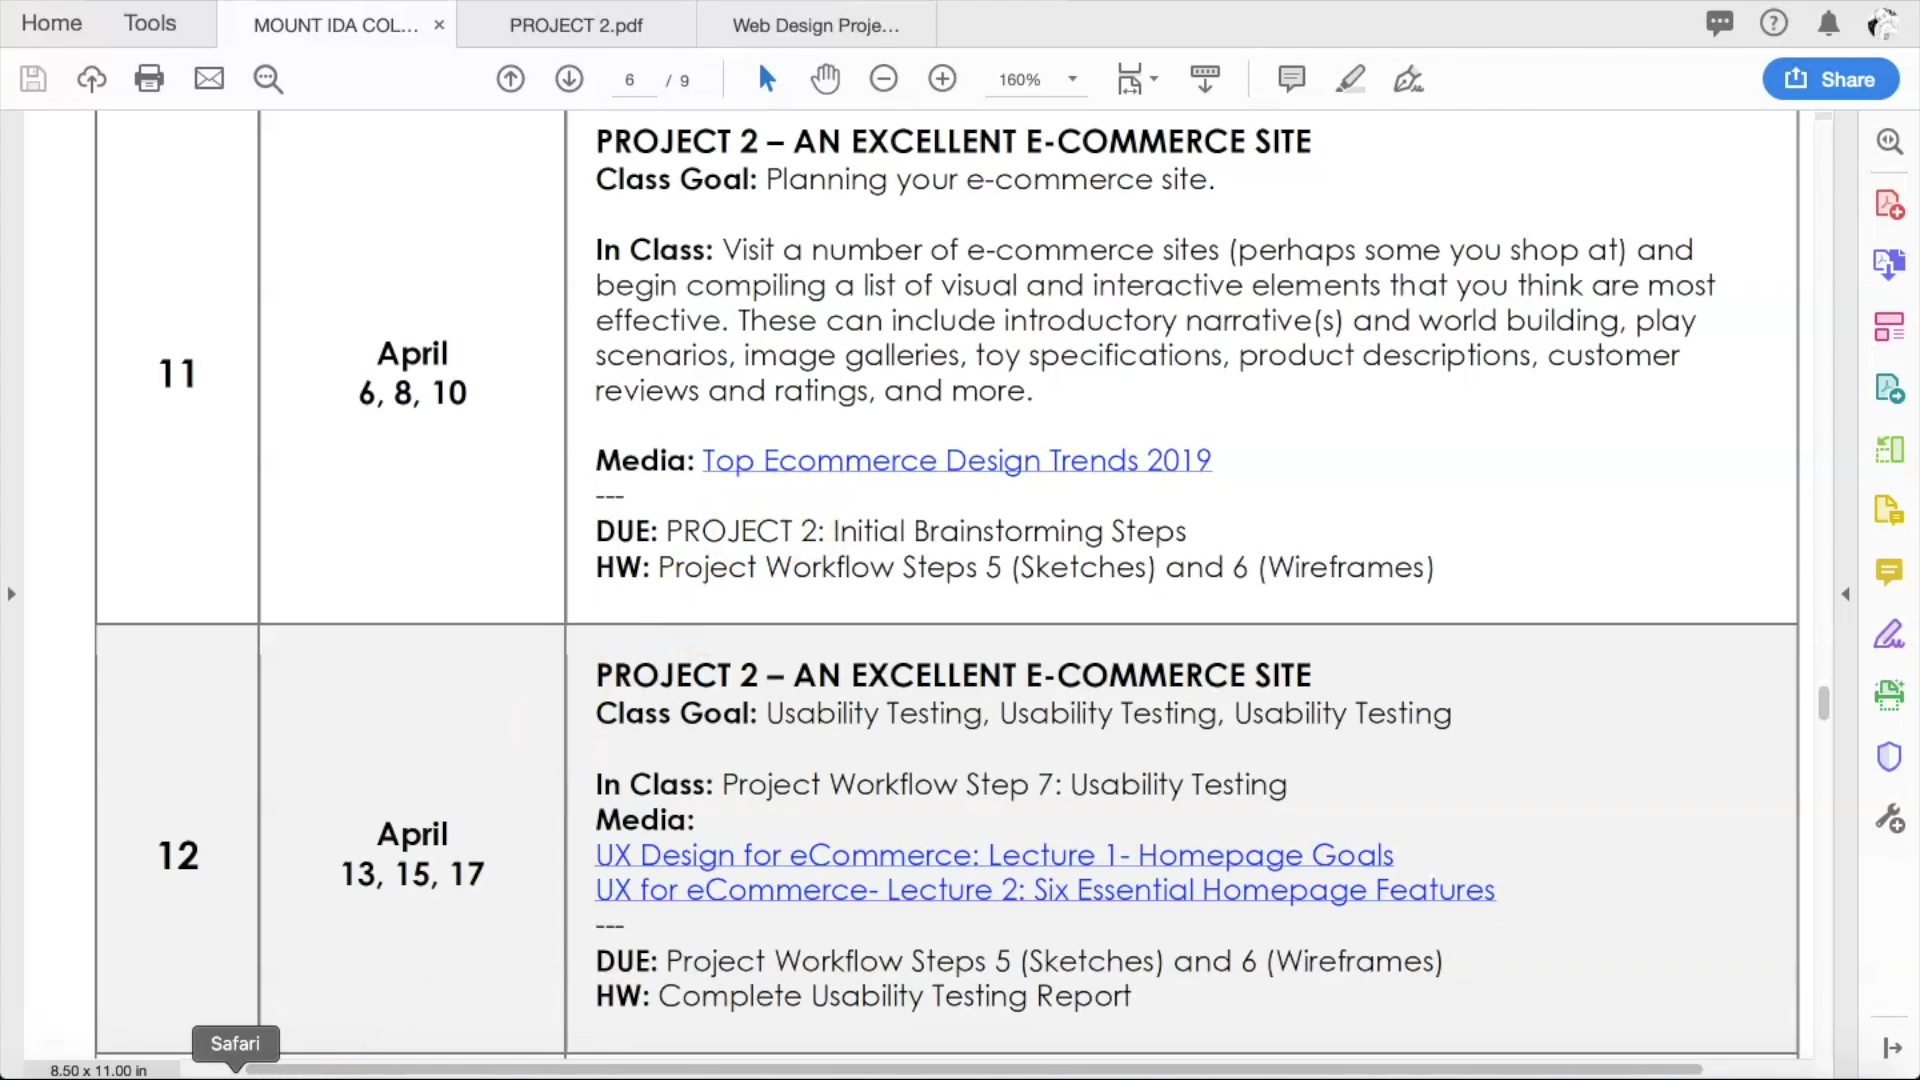 Home
Tools
MOUNT IDA COL...
PROJECT 2.pdf
Web Design Proje...
6 / 9
160%
Share
PROJECT 2 – AN EXCELLENT E-COMMERCE SITE
Class Goal: Planning your e-commerce site.
In Class: Visit a number of e-commerce sites (perhaps some you shop at) and
begin compiling a list of visual and interactive elements that you think are most
effective. These can include introductory narrative(s) and world building, play
scenarios, image galleries, toy specifications, product descriptions, customer
reviews and ratings, and more.
11
April
6, 8, 10
Media: Top Ecommerce Design Trends 2019
---
DUE: PROJECT 2: Initial Brainstorming Steps
HW: Project Workflow Steps 5 (Sketches) and 6 (Wireframes)
PROJECT 2 – AN EXCELLENT E-COMMERCE SITE
Class Goal: Usability Testing, Usability Testing, Usability Testing
In Class: Project Workflow Step 7: Usability Testing
Media:
12
April
13, 15, 17
UX Design for eCommerce: Lecture 1- Homepage Goals
UX for eCommerce- Lecture 2: Six Essential Homepage Features
---
DUE: Project Workflow Steps 5 (Sketches) and 6 (Wireframes)
HW: Complete Usability Testing Report
Safari
8.50 x 11.00 in